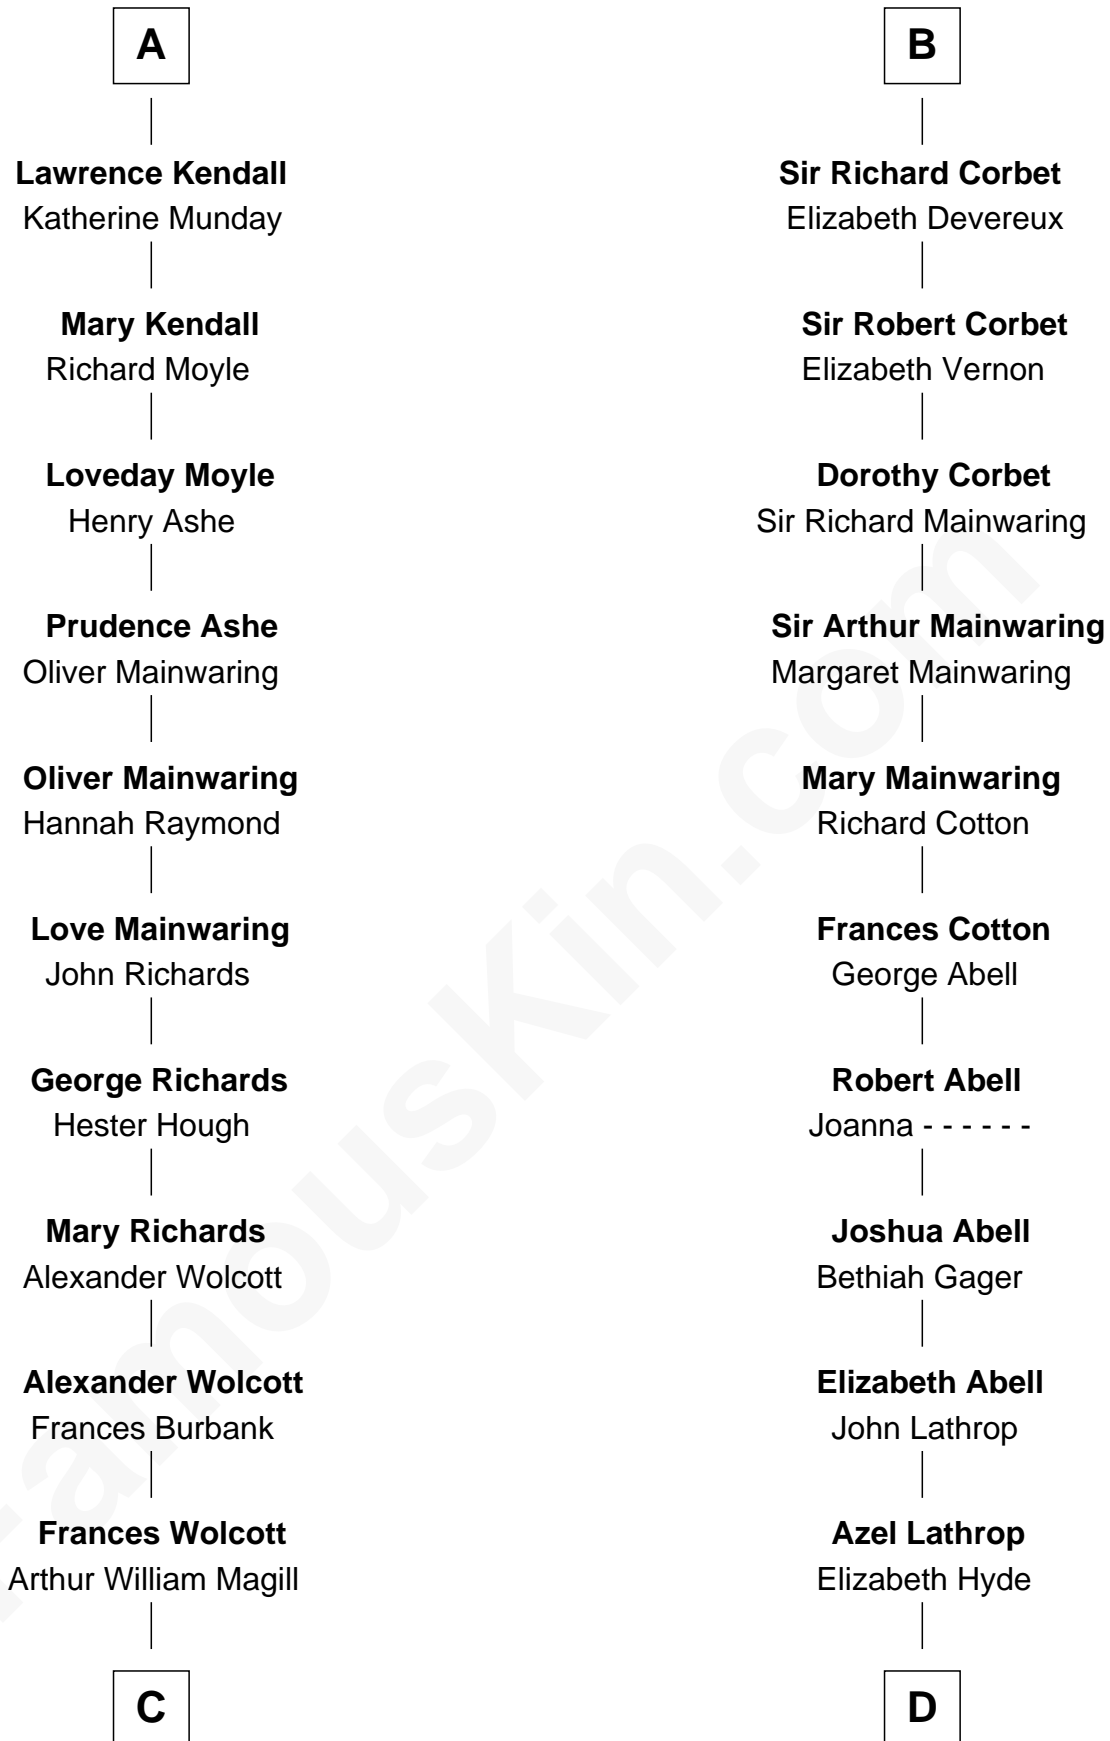 A
Lawrence Kendall
Katherine Munday
Mary Kendall
Richard Moyle
Loveday Moyle
Henry Ashe
Prudence Ashe
Oliver Mainwaring
Oliver Mainwaring
Hannah Raymond
Love Mainwaring
John Richards
George Richards
Hester Hough
Mary Richards
Alexander Wolcott
Alexander Wolcott
Frances Burbank
Frances Wolcott
Arthur William Magill
C
B
Sir Richard Corbet
Elizabeth Devereux
Sir Robert Corbet
Elizabeth Vernon
Dorothy Corbet
Sir Richard Mainwaring
Sir Arthur Mainwaring
Margaret Mainwaring
Mary Mainwaring
Richard Cotton
Frances Cotton
George Abell
Robert Abell
Joanna - - - - - -
Joshua Abell
Bethiah Gager
Elizabeth Abell
John Lathrop
Azel Lathrop
Elizabeth Hyde
D
FamousKin.com